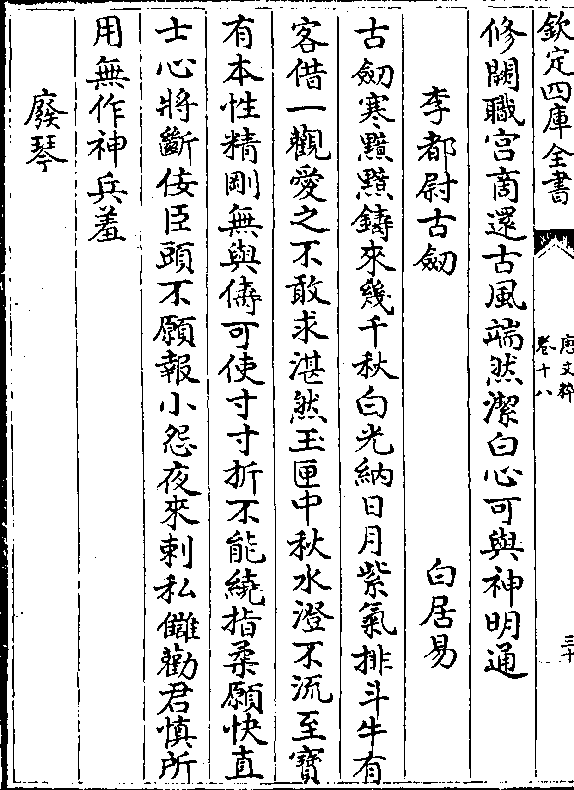 欽定四庫全書
唐文粹
卷十八
三十
修闕職宫商還古風端然潔白心可與神明通
李都尉古劒 白居易
古劒寒黯黯鑄來幾千秋白光納日月紫氣排斗牛有
客借一觀愛之不敢求湛然玉匣中秋水澄不流至寳
有本性精剛無與儔可使寸寸折不能繞指柔願快直
士心將斷佞臣頭不願報小怨夜來刺私讎勸君慎所
用無作神兵羞
廢琴